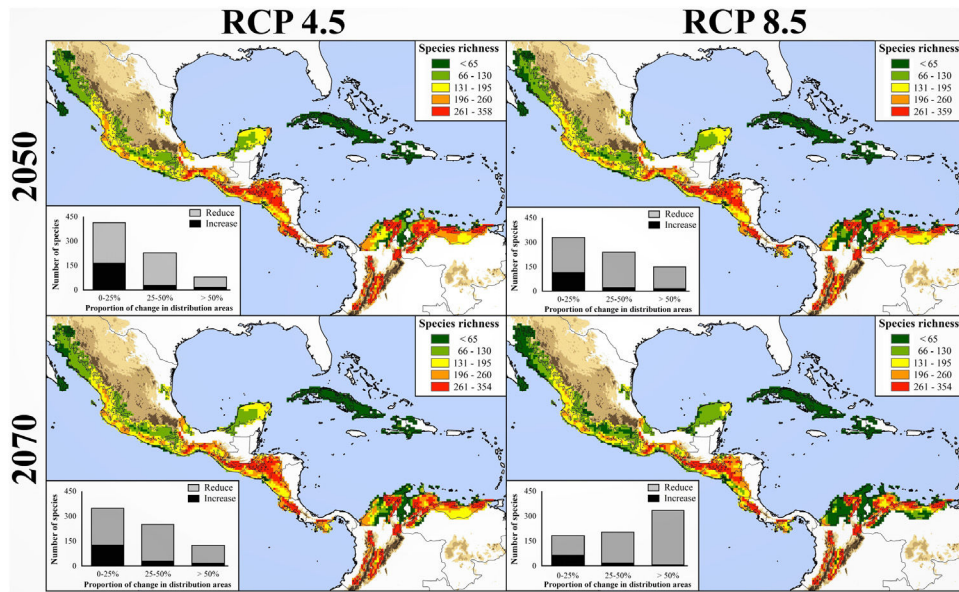 RCP 4.5
RCP 8.5
2050
Species richness
< 65
66 - 130
131 - 195
196 - 260
261 - 358
450
300
150
0
Number of species
Reduce
Increase
0-25%
25-50%
> 50%
Proportion of change in distribution areas
Species richness
< 65
66 - 130
131 - 195
196 - 260
261 - 359
450
300
150
0
Number of species
Reduce
Increase
0-25%
25-50%
> 50%
Proportion of change in distribution areas
2070
Species richness
< 65
66 - 130
131 - 195
196 - 260
261 - 354
450
300
150
0
Number of species
Reduce
Increase
0-25%
25-50%
> 50%
Proportion of change in distribution areas
Species richness
< 65
66 - 130
131 - 195
196 - 260
261 - 354
450
300
150
0
Number of species
Reduce
Increase
0-25%
25-50%
> 50%
Proportion of change in distribution areas